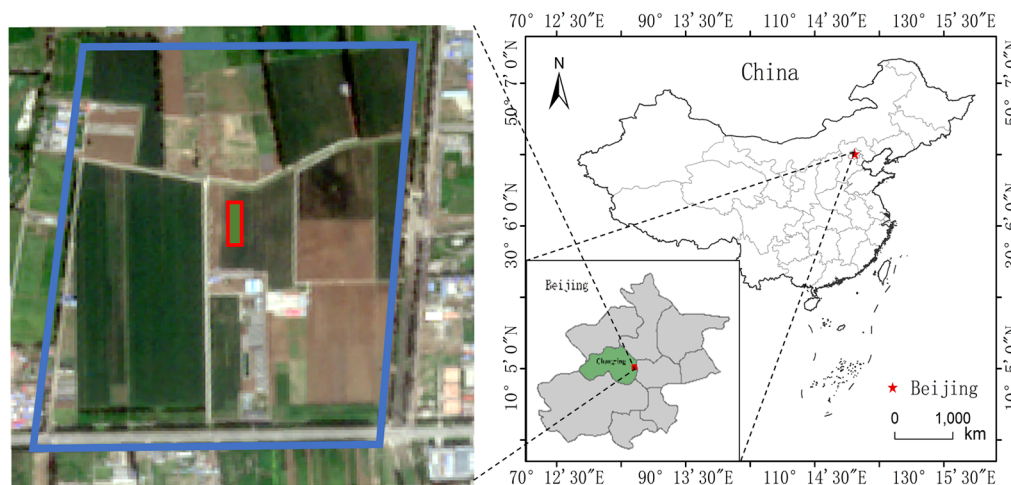 70° 12′30″E 90° 13′30″E 110° 14′30″E 130° 15′30″E
N
China
50° 7′0″N
50° 7′0″N
30° 6′0″N
30° 6′0″N
10° 5′0″N
10° 5′0″N
Beijing
Changping
Beijing
0 1,000
km
70° 12′30″E 90° 13′30″E 110° 14′30″E 130° 15′30″E